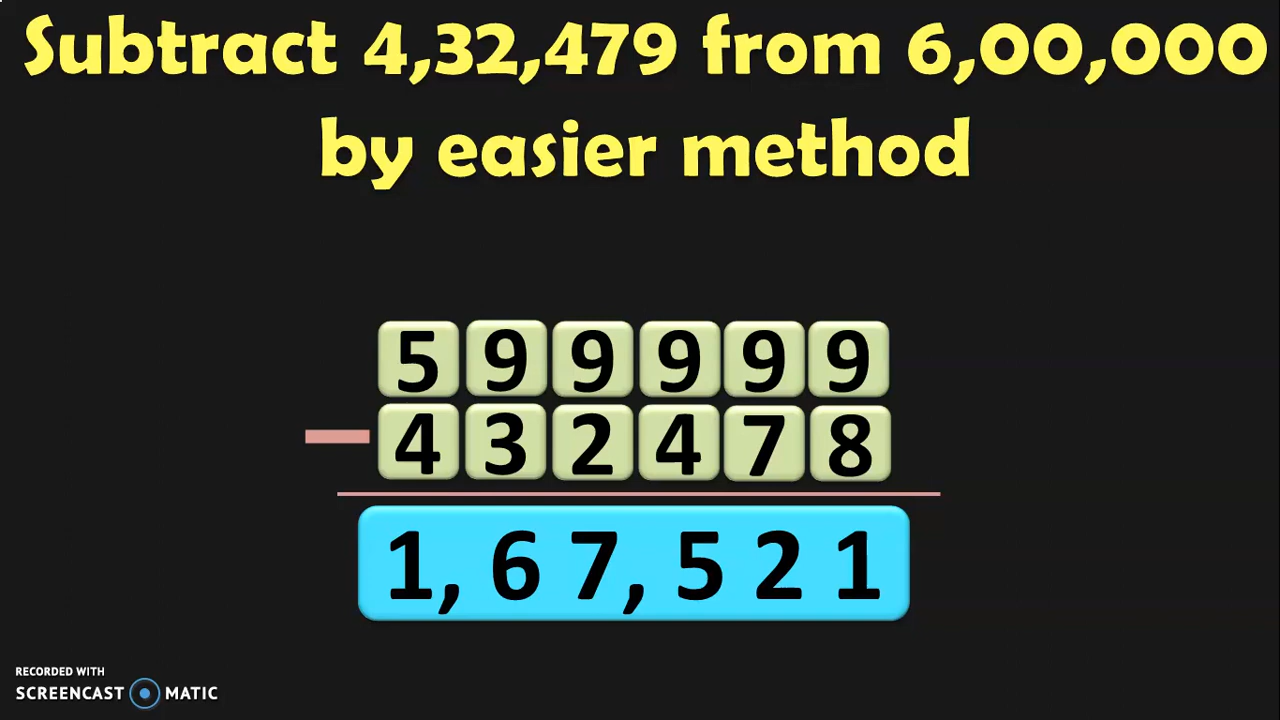 Subtract 4,32,479 from 6,00,000
by easier method
5 9 9 9 9 9
— 4 3 2 4 7 8
1, 6 7, 5 2 1
RECORDED WITH
SCREENCAST MATIC